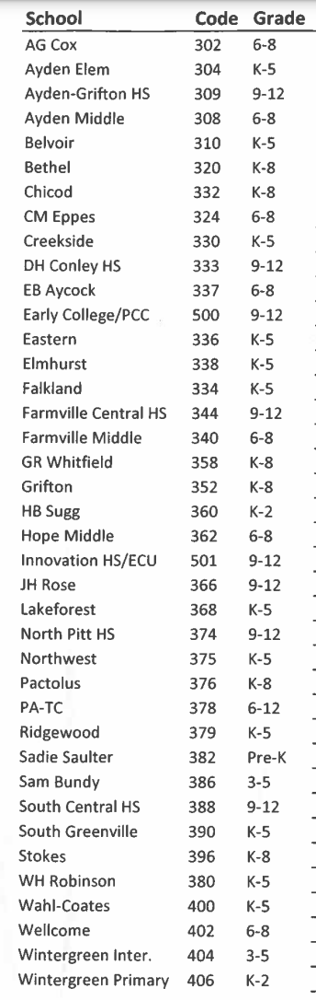 School Code Grade
AG Cox 302 6-8
Ayden Elem 304 K-5
Ayden-Grifton HS 309 9-12
Ayden Middle 308 6-8
Belvoir 310 K-5
Bethel 320 K-8
Chicod 332 K-8
CM Eppes 324 6-8
Creekside 330 K-5
DH Conley HS 333 9-12
EB Aycock 337 6-8
Early College/PCC 500 9-12
Eastern 336 K-5
Elmhurst 338 K-5
Falkland 334 K-5
Farmville Central HS 344 9-12
Farmville Middle 340 6-8
GR Whitfield 358 K-8
Grifton 352 K-8
HB Sugg 360 K-2
Hope Middle 362 6-8
Innovation HS/ECU 501 9-12
JH Rose 366 9-12
Lakeforest 368 K-5
North Pitt HS 374 9-12
Northwest 375 K-5
Pactolus 376 K-8
PA-TC 378 6-12
Ridgewood 379 K-5
Sadie Saulter 382 Pre-K
Sam Bundy 386 3-5
South Central HS 388 9-12
South Greenville 390 K-5
Stokes 396 K-8
WH Robinson 380 K-5
Wahl-Coates 400 K-5
Wellcome 402 6-8
Wintergreen Inter. 404 3-5
Wintergreen Primary 406 K-2